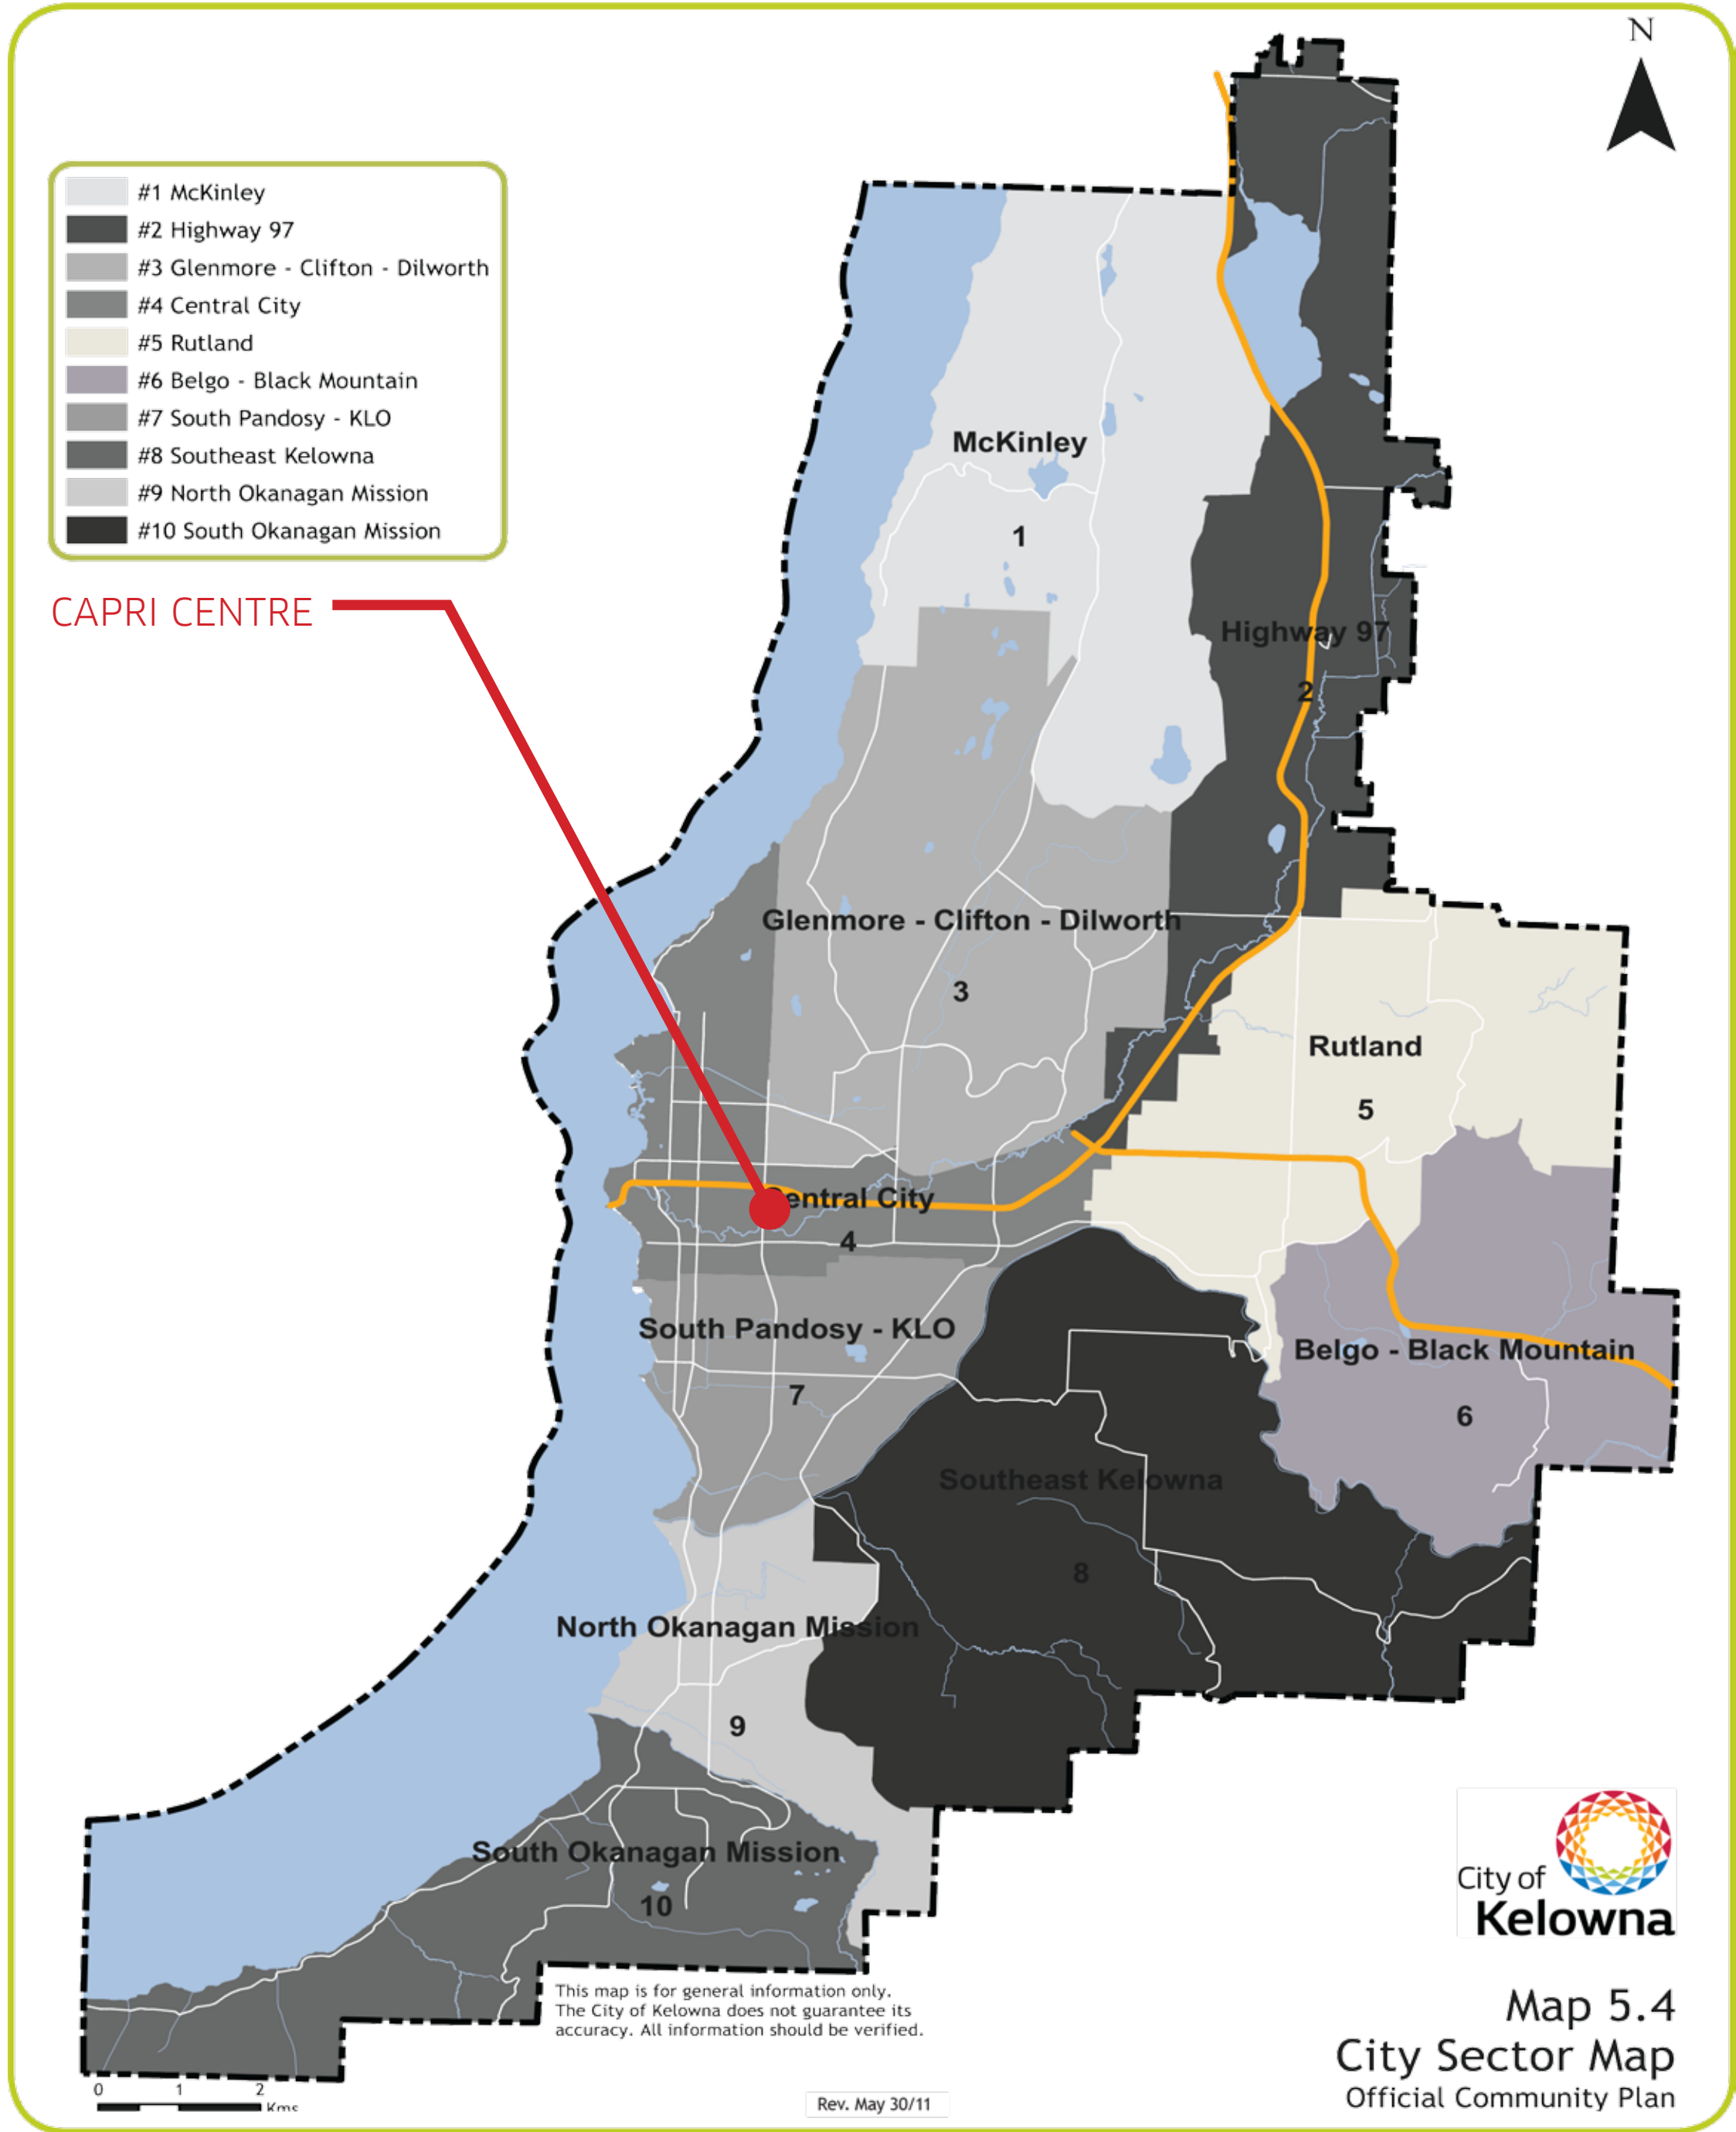 N
#1 McKinley
#2 Highway 97
#3 Glenmore - Clifton - Dilworth
#4 Central City
#5 Rutland
#6 Belgo - Black Mountain
#7 South Pandosy - KLO
#8 Southeast Kelowna
#9 North Okanagan Mission
#10 South Okanagan Mission
CAPRI CENTRE
McKinley
1
Highway 97
2
Glenmore - Clifton - Dilworth
3
Rutland
5
Central City
4
South Pandosy - KLO
7
Belgo - Black Mountain
6
Southeast Kelowna
8
North Okanagan Mission
9
South Okanagan Mission
10
City of
Kelowna
This map is for general information only.
The City of Kelowna does not guarantee its
accuracy. All information should be verified.
Map 5.4
City Sector Map
Official Community Plan
0 1 2
Kms
Rev. May 30/11